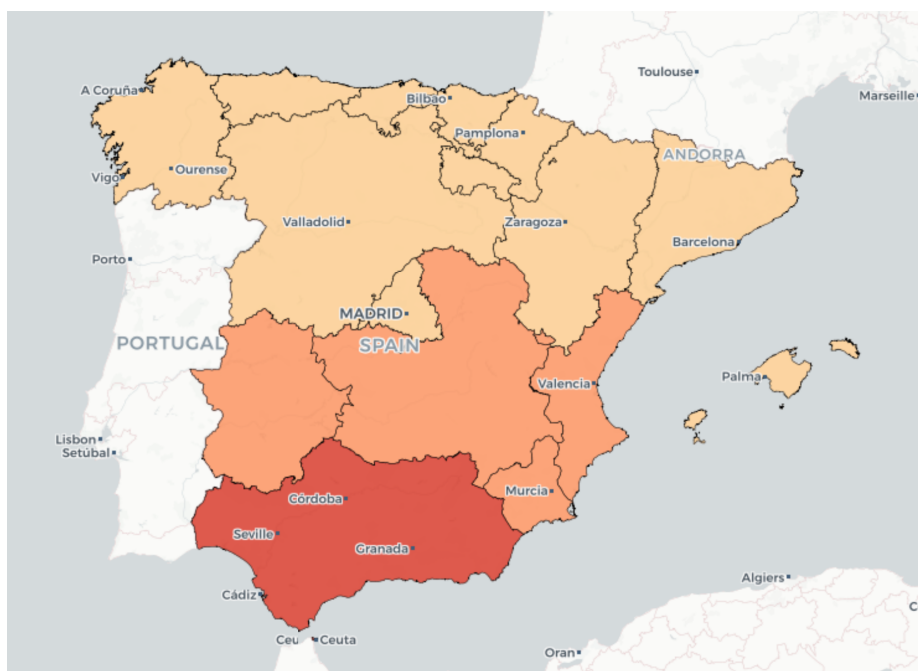 Toulouse
A Coruña
Bilbao
Marseille
Pamplona
ANDORRA
Ourense
Vigo
Valladolid
Zaragoza
Barcelona
Porto
MADRID
PORTUGAL
SPAIN
Palma
Valencia
Lisbon
Setúbal
Murcia
Córdoba
Seville
Granada
Algiers
Cádiz
Ceu
Ceuta
Oran